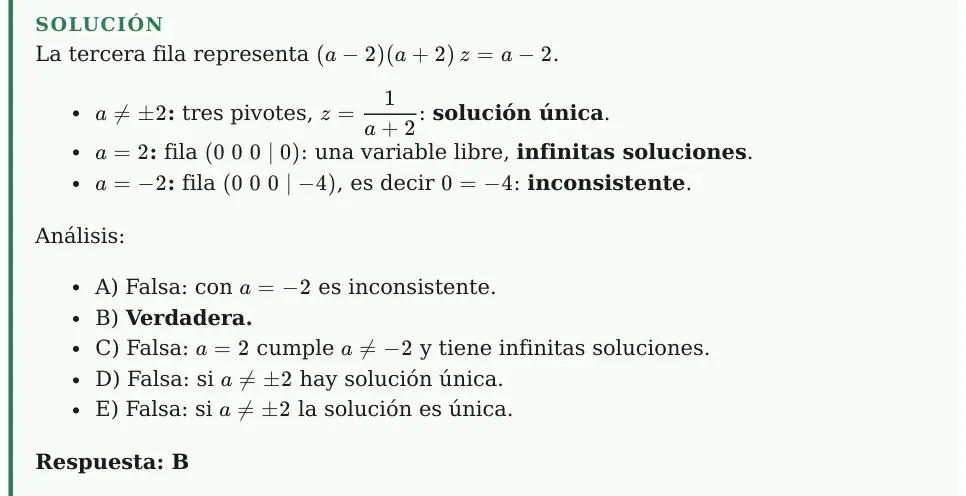 SOLUCIÓN
La tercera fila representa (a − 2)(a + 2) z = a − 2.
• a ≠ ±2: tres pivotes, z = 1/(a + 2): solución única.
• a = 2: fila (0 0 0 | 0): una variable libre, infinitas soluciones.
• a = −2: fila (0 0 0 | −4), es decir 0 = −4: inconsistente.
Análisis:
• A) Falsa: con a = −2 es inconsistente.
• B) Verdadera.
• C) Falsa: a = 2 cumple a ≠ −2 y tiene infinitas soluciones.
• D) Falsa: si a ≠ ±2 hay solución única.
• E) Falsa: si a ≠ ±2 la solución es única.
Respuesta: B